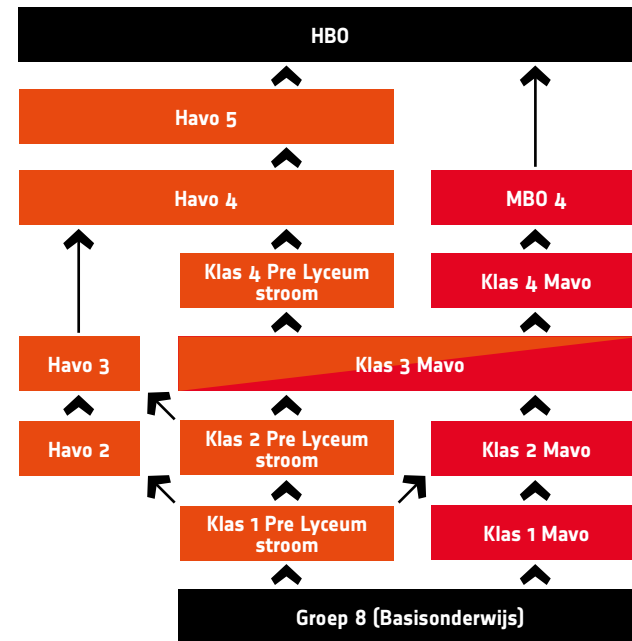 HBO
Havo 5
Havo 4
MBO 4
Klas 4 Pre Lyceum
stroom
Klas 4 Mavo
Havo 3
Klas 3 Mavo
Havo 2
Klas 2 Pre Lyceum
stroom
Klas 2 Mavo
Klas 1 Pre Lyceum
stroom
Klas 1 Mavo
Groep 8 (Basisonderwijs)